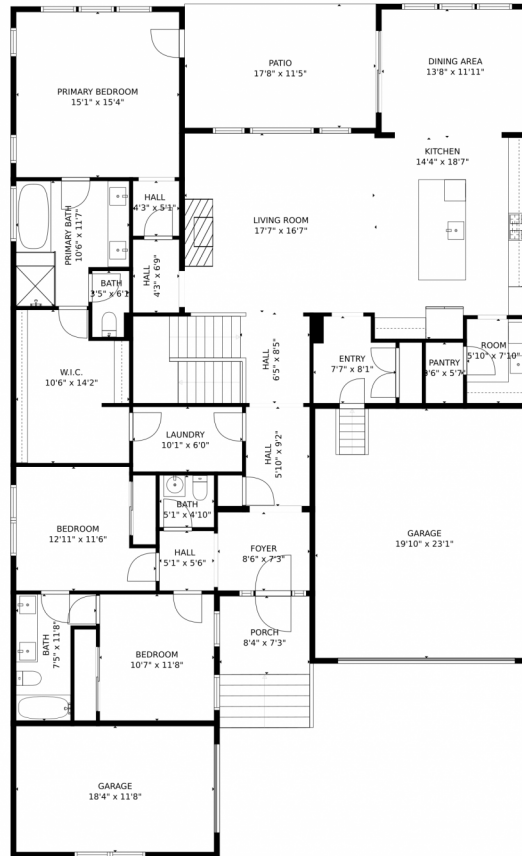 PRIMARY BEDROOM
15'1" x 15'4"
PATIO
17'8" x 11'5"
DINING AREA
13'8" x 11'11"
KITCHEN
14'4" x 18'7"
HALL
4'3" x 5'1"
PRIMARY BATH
10'6" x 11'7"
LIVING ROOM
17'7" x 16'7"
HALL
4'3" x 6'9"
BATH
3'5" x 6'1"
W.I.C.
10'6" x 14'2"
HALL
6'5" x 8'5"
ENTRY
7'7" x 8'1"
PANTRY
3'6" x 5'7"
ROOM
5'10" x 7'10"
LAUNDRY
10'1" x 6'0"
HALL
5'10" x 9'2"
BATH
5'1" x 4'10"
BEDROOM
12'11" x 11'6"
HALL
5'1" x 5'6"
FOYER
8'6" x 7'3"
GARAGE
19'10" x 23'1"
BATH
7'5" x 11'8"
BEDROOM
10'7" x 11'8"
PORCH
8'4" x 7'3"
GARAGE
18'4" x 11'8"